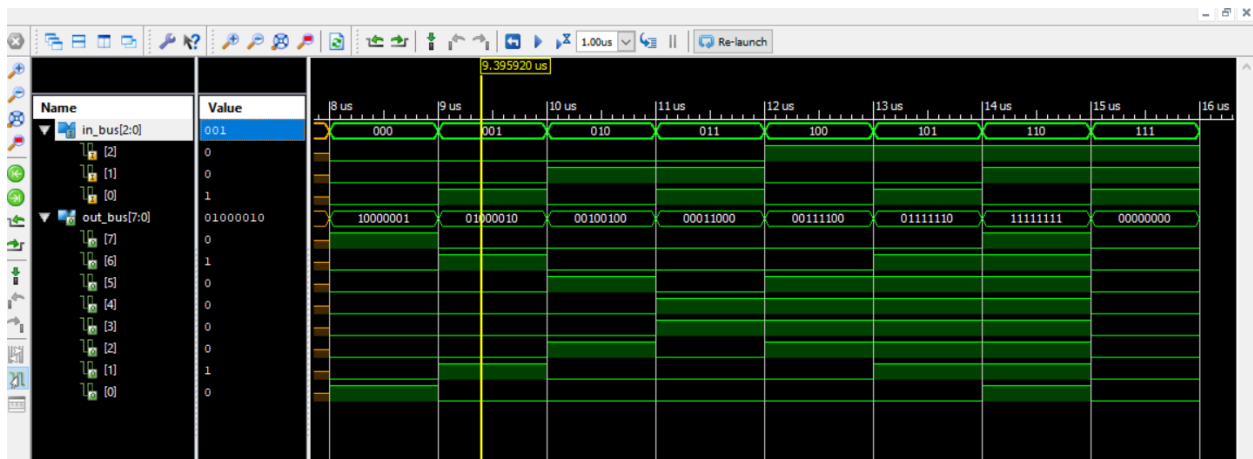 1.00us Re-launch
9.395920 us
Name Value 8 us 9 us 10 us 11 us 12 us 13 us 14 us 15 us 16 us
in_bus[2:0] 001 000 001 010 011 100 101 110 111
[2] 0
[1] 0
[0] 1
out_bus[7:0] 01000010 10000001 01000010 00100100 00011000 00111100 01111110 11111111 00000000
[7] 0
[6] 1
[5] 0
[4] 0
[3] 0
[2] 0
[1] 1
[0] 0